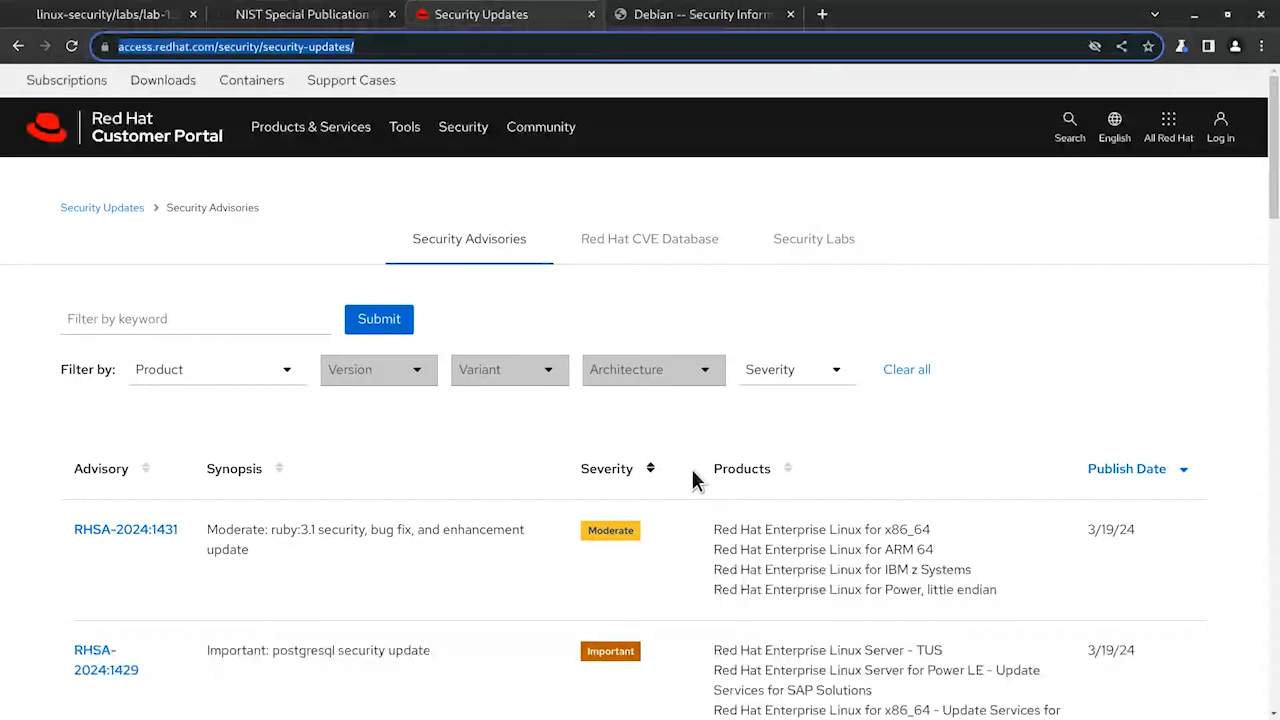 linux-security/labs/lab-1
NIST Special Publication
Security Updates
Debian -- Security Inform
access.redhat.com/security/security-updates/
Subscriptions Downloads Containers Support Cases
Red Hat
Customer Portal
Products & Services Tools Security Community
Search English All Red Hat Log in
Security Updates Security Advisories
Security Advisories Red Hat CVE Database Security Labs
Filter by keyword Submit
Filter by: Product Version Variant Architecture Severity Clear all
Advisory Synopsis Severity Products Publish Date
RHSA-2024:1431 Moderate: ruby:3.1 security, bug fix, and enhancement
update
Moderate
Red Hat Enterprise Linux for x86_64
Red Hat Enterprise Linux for ARM 64
Red Hat Enterprise Linux for IBM z Systems
Red Hat Enterprise Linux for Power, little endian
3/19/24
RHSA-
2024:1429
Important: postgresql security update
Important
Red Hat Enterprise Linux Server - TUS
Red Hat Enterprise Linux Server for Power LE - Update
Services for SAP Solutions
Red Hat Enterprise Linux for x86_64 - Update Services for
3/19/24